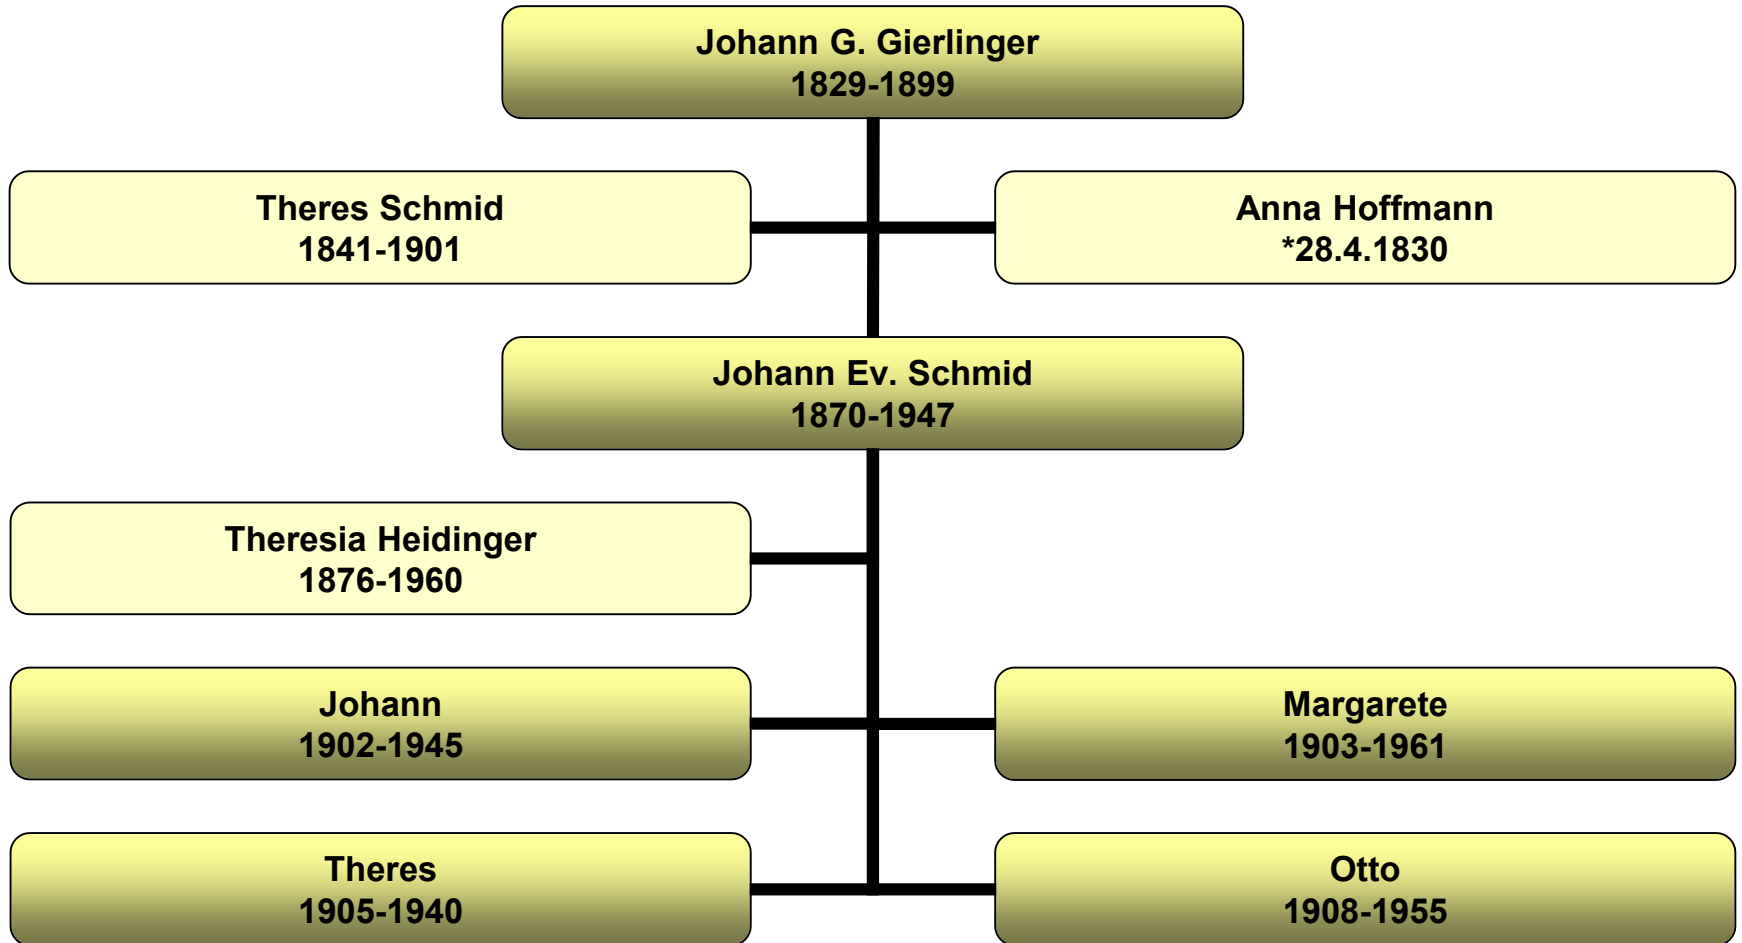 Johann G. Gierlinger
1829-1899
Theres Schmid
1841-1901
Anna Hoffmann
*28.4.1830
Johann Ev. Schmid
1870-1947
Theresia Heidinger
1876-1960
Johann
1902-1945
Margarete
1903-1961
Theres
1905-1940
Otto
1908-1955